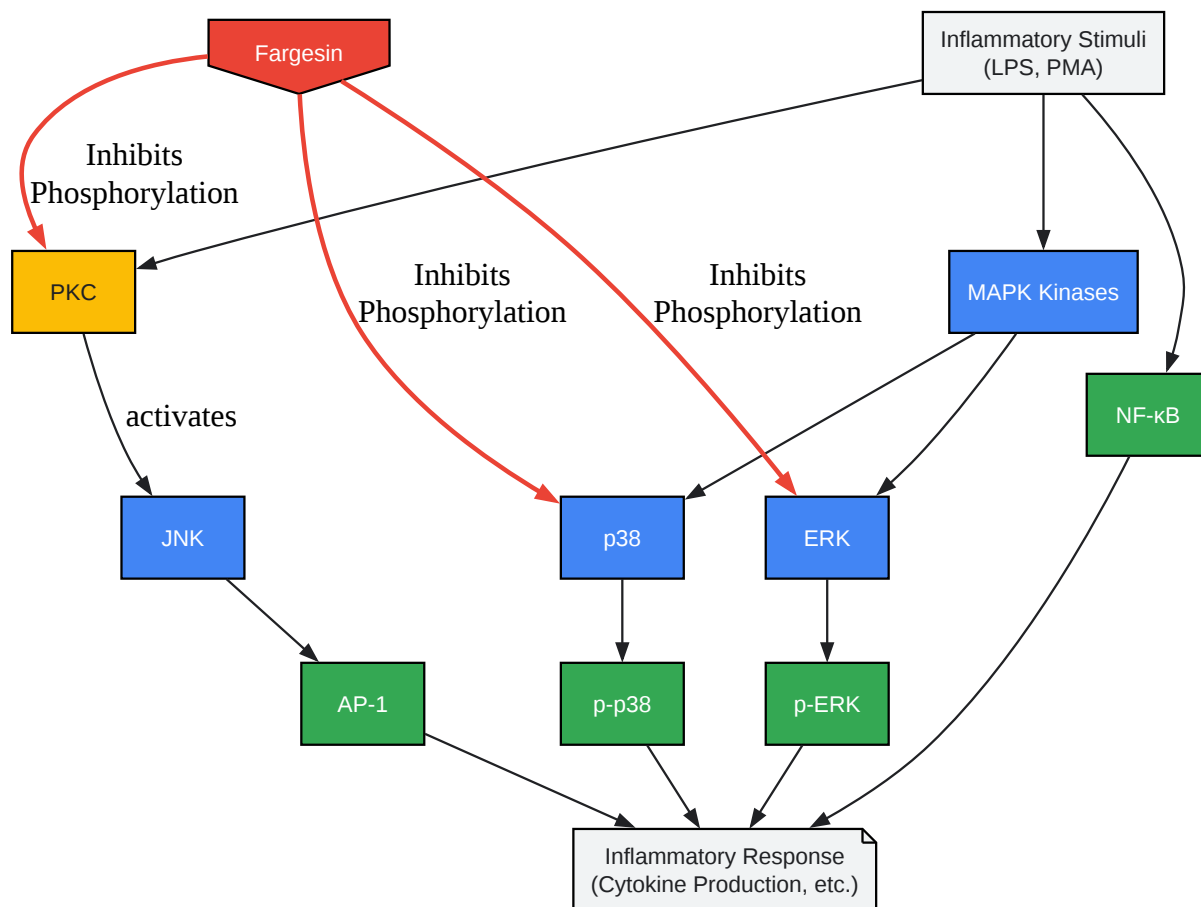 Fargesin
Inflammatory Stimuli
(LPS, PMA)
Inhibits
Phosphorylation
PKC
Inhibits
Phosphorylation
Inhibits
Phosphorylation
MAPK Kinases
activates
NF-κB
JNK
p38
ERK
AP-1
p-p38
p-ERK
Inflammatory Response
(Cytokine Production, etc.)